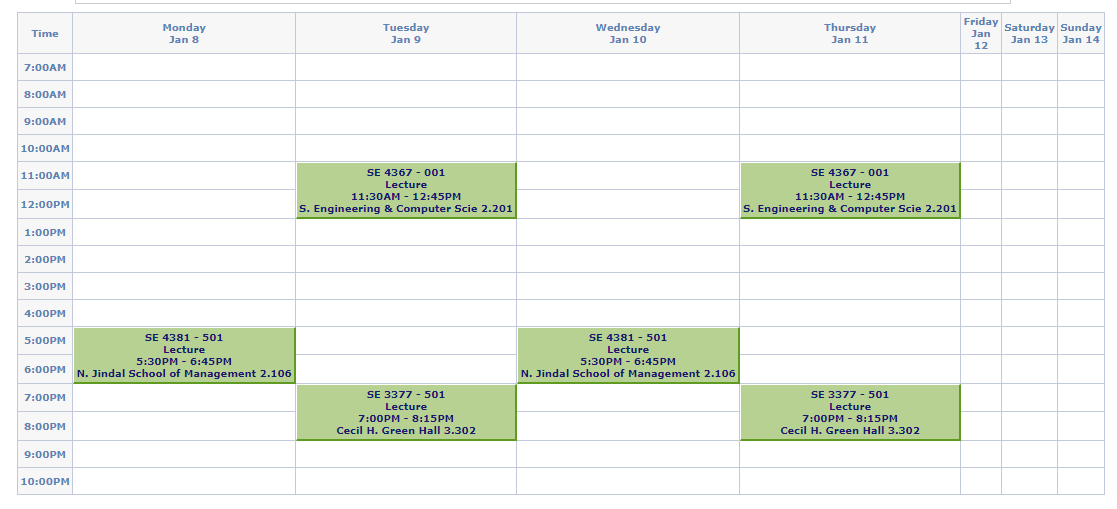 Time
Monday
Jan 8
Tuesday
Jan 9
Wednesday
Jan 10
Thursday
Jan 11
Friday
Jan
12
Saturday
Jan 13
Sunday
Jan 14
7:00AM
8:00AM
9:00AM
10:00AM
11:00AM
SE 4367 - 001
Lecture
11:30AM - 12:45PM
S. Engineering & Computer Scie 2.201
SE 4367 - 001
Lecture
11:30AM - 12:45PM
S. Engineering & Computer Scie 2.201
12:00PM
1:00PM
2:00PM
3:00PM
4:00PM
5:00PM
SE 4381 - 501
Lecture
5:30PM - 6:45PM
N. Jindal School of Management 2.106
SE 4381 - 501
Lecture
5:30PM - 6:45PM
N. Jindal School of Management 2.106
6:00PM
7:00PM
SE 3377 - 501
Lecture
7:00PM - 8:15PM
Cecil H. Green Hall 3.302
SE 3377 - 501
Lecture
7:00PM - 8:15PM
Cecil H. Green Hall 3.302
8:00PM
9:00PM
10:00PM